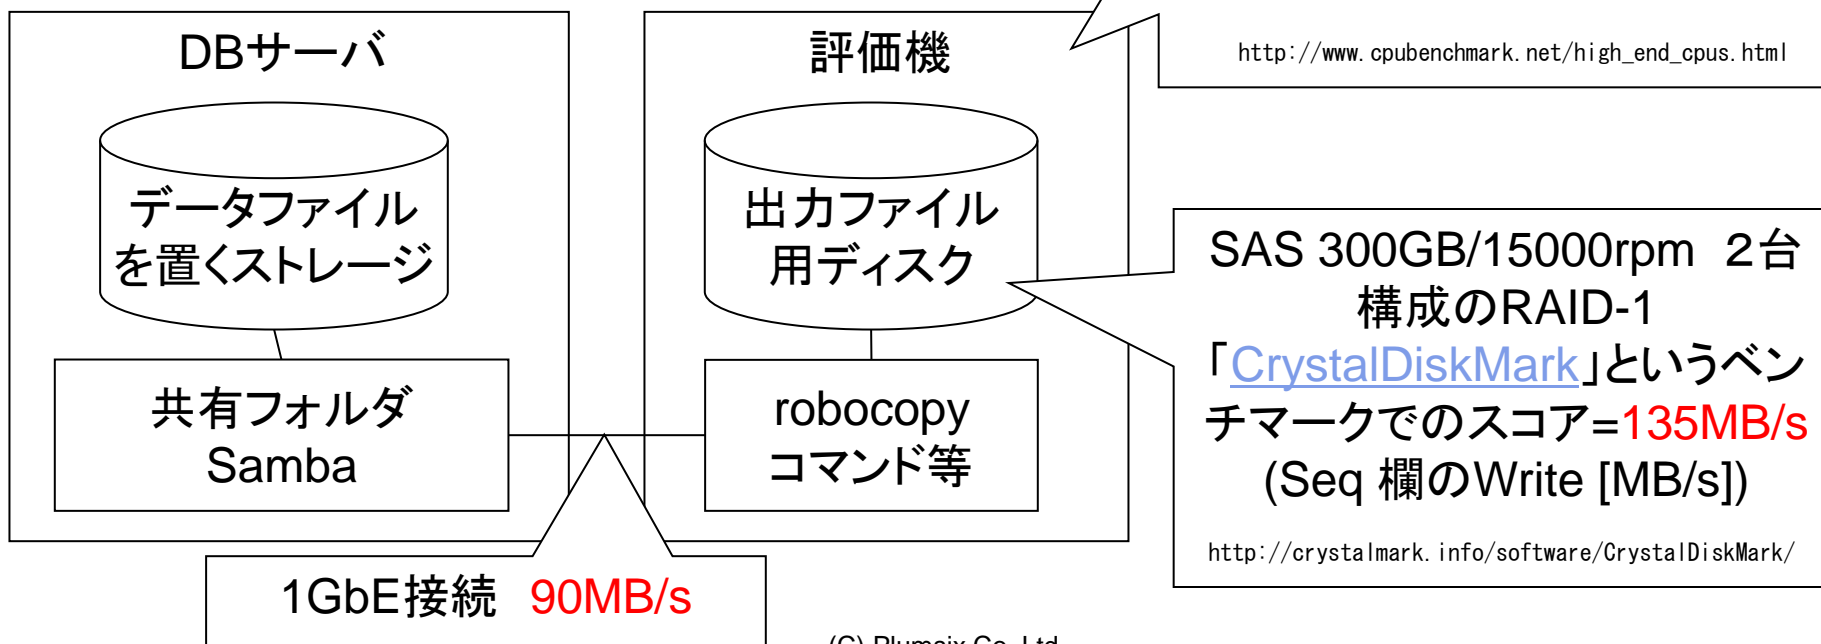 DBサーバ
評価機
http://www.cpubenchmark.net/high_end_cpus.html
データファイル
を置くストレージ
出力ファイル
用ディスク
SAS 300GB/15000rpm ２台
構成のRAID-1
「CrystalDiskMark」というベン
チマークでのスコア=135MB/s
(Seq 欄のWrite [MB/s])
http://crystalmark.info/software/CrystalDiskMark/
共有フォルダ
Samba
robocopy
コマンド等
1GbE接続 90MB/s
(C) Plumsix Co. Ltd